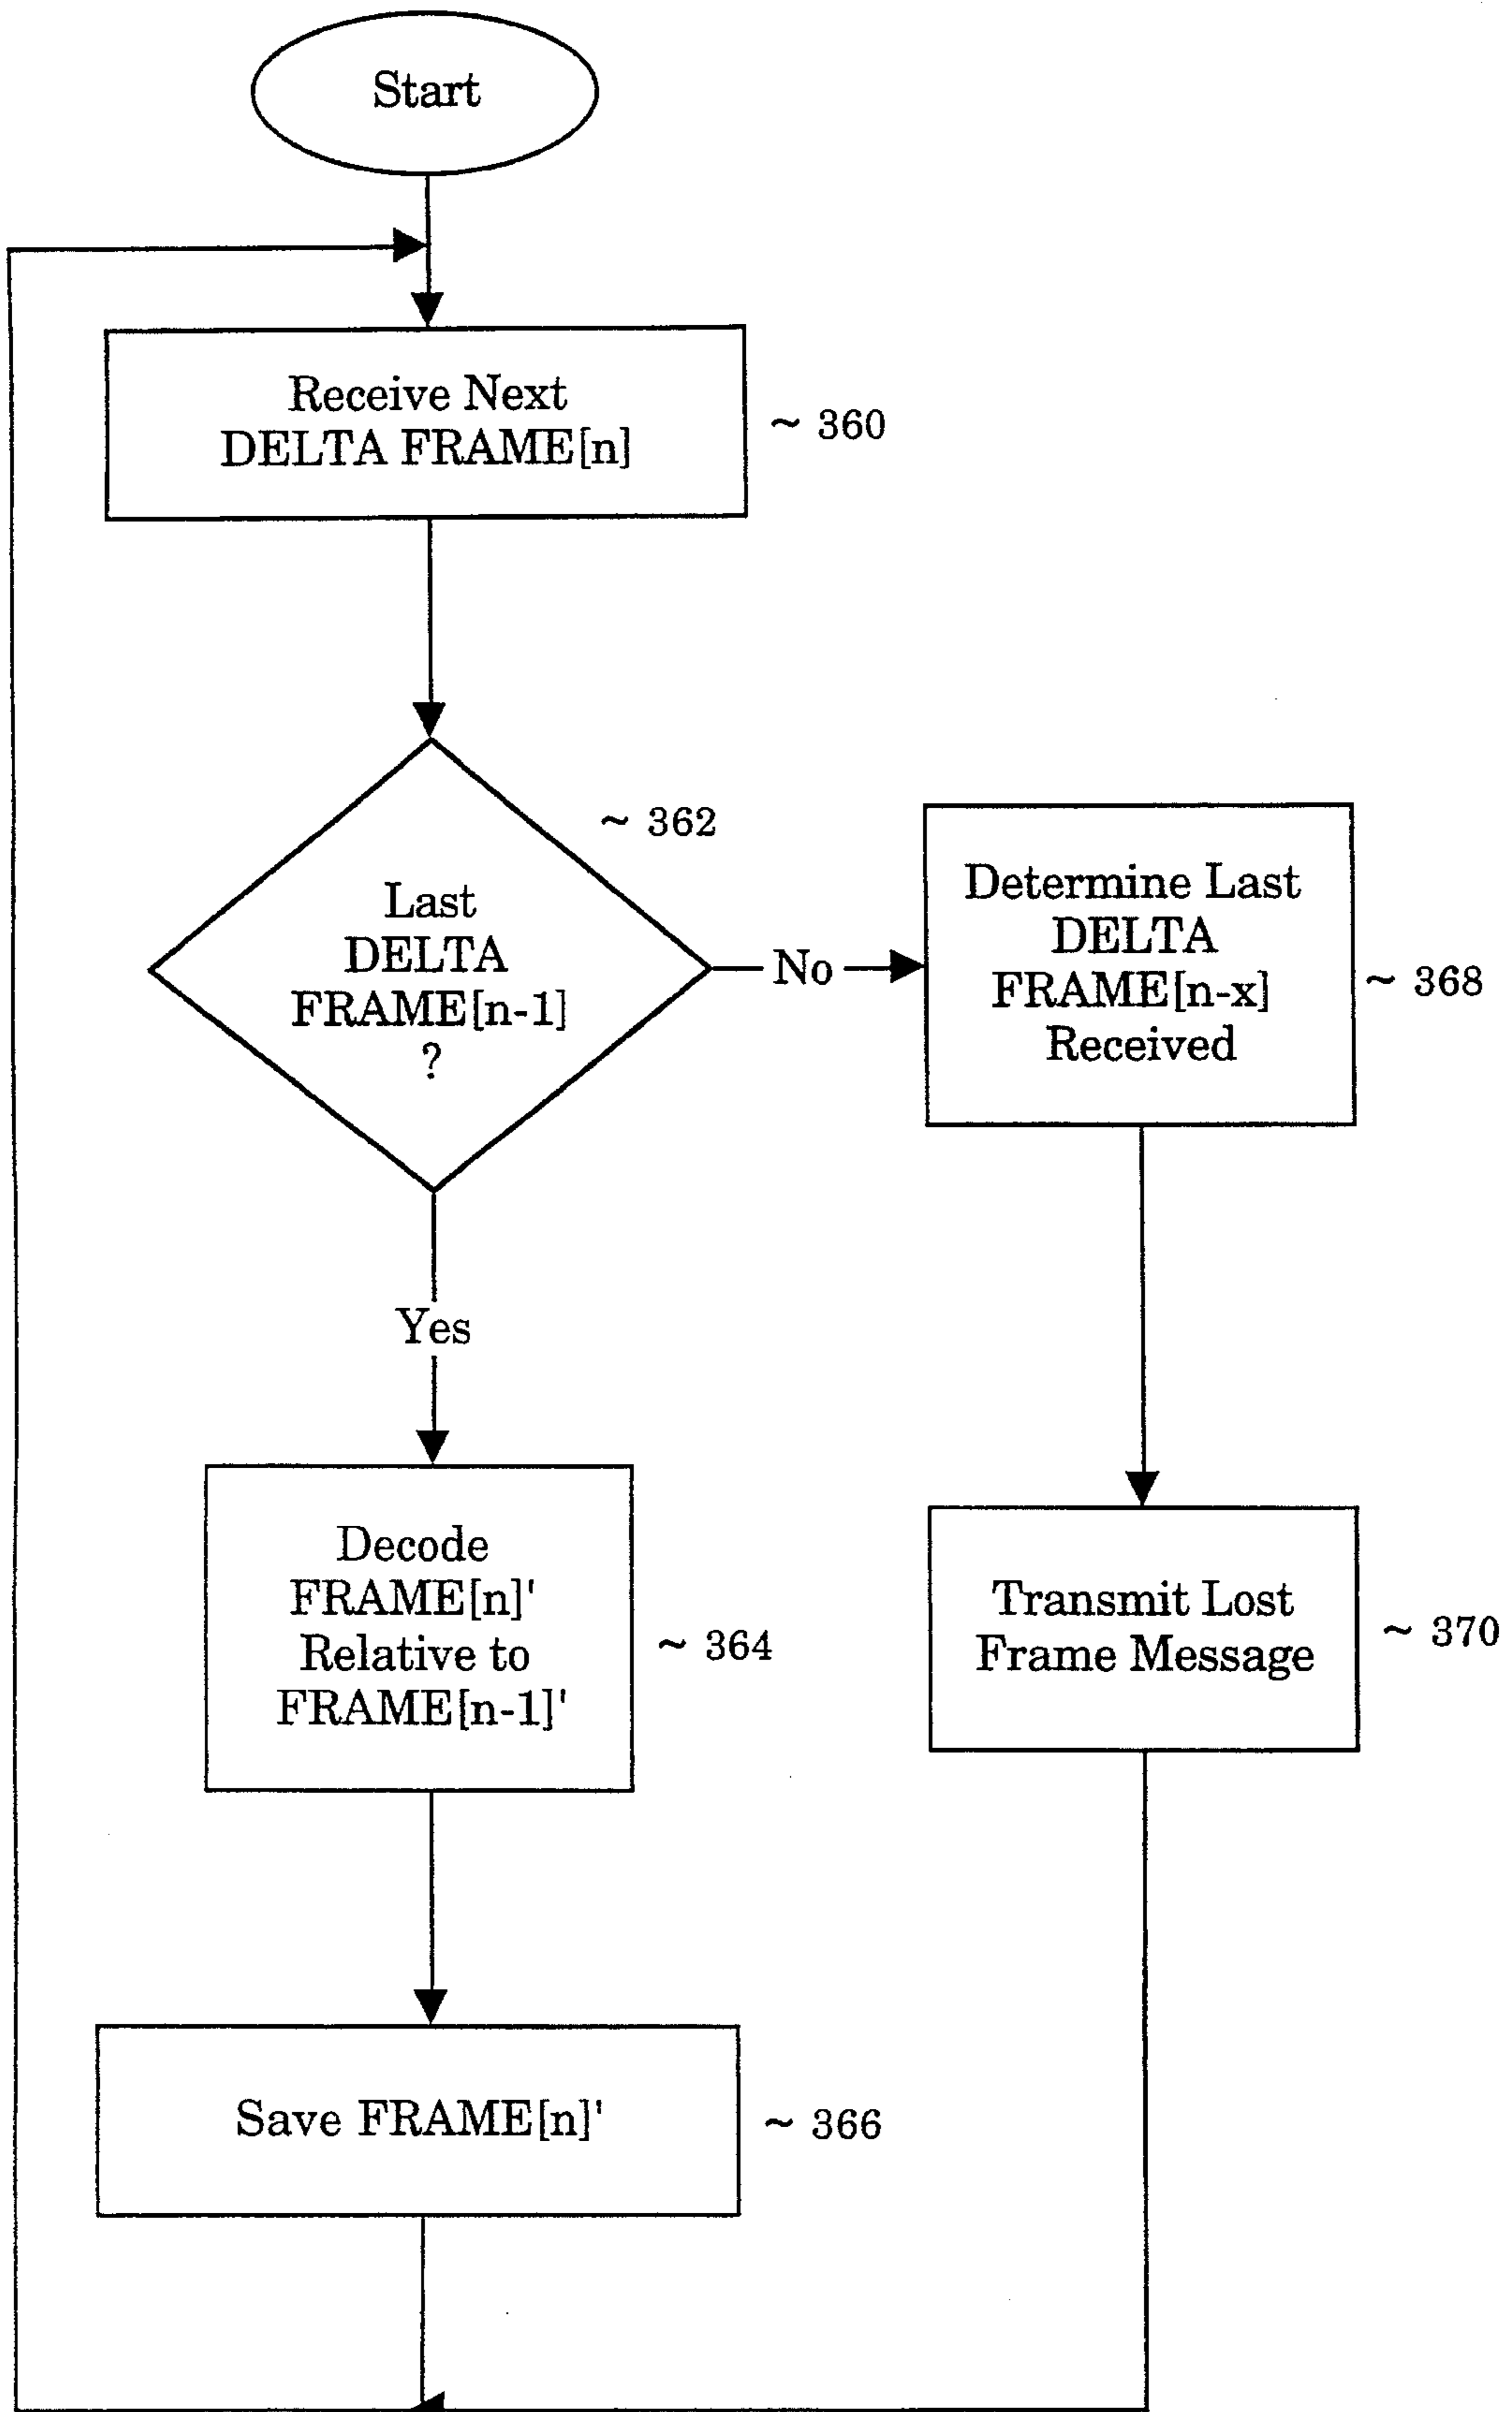 Start
Receive Next
DELTA FRAME[n]
~ 360
~ 362
Last
DELTA
FRAME[n-1]
?
No
Determine Last
DELTA
FRAME[n-x]
Received
~ 368
Yes
Decode
FRAME[n]'
Relative to
FRAME[n-1]'
~ 364
Transmit Lost
Frame Message
~ 370
Save FRAME[n]'
~ 366